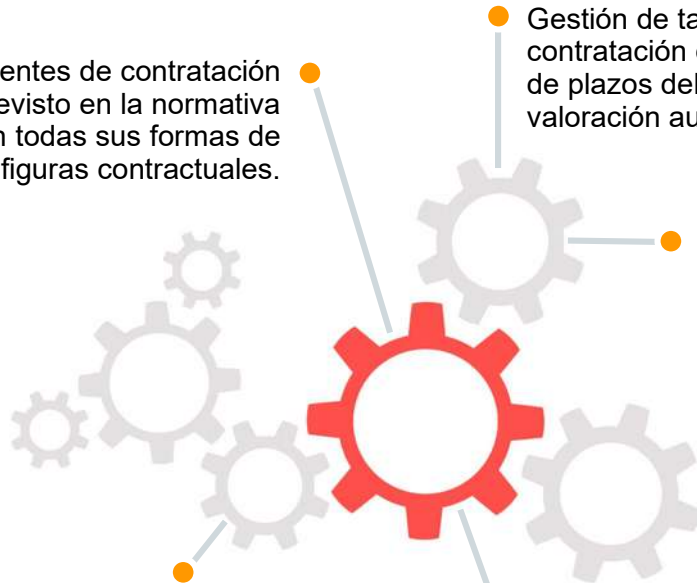 entes de contratación
evisto en la normativa
n todas sus formas de
figuras contractuales.
Gestión de ta
contratación
de plazos del
valoración au